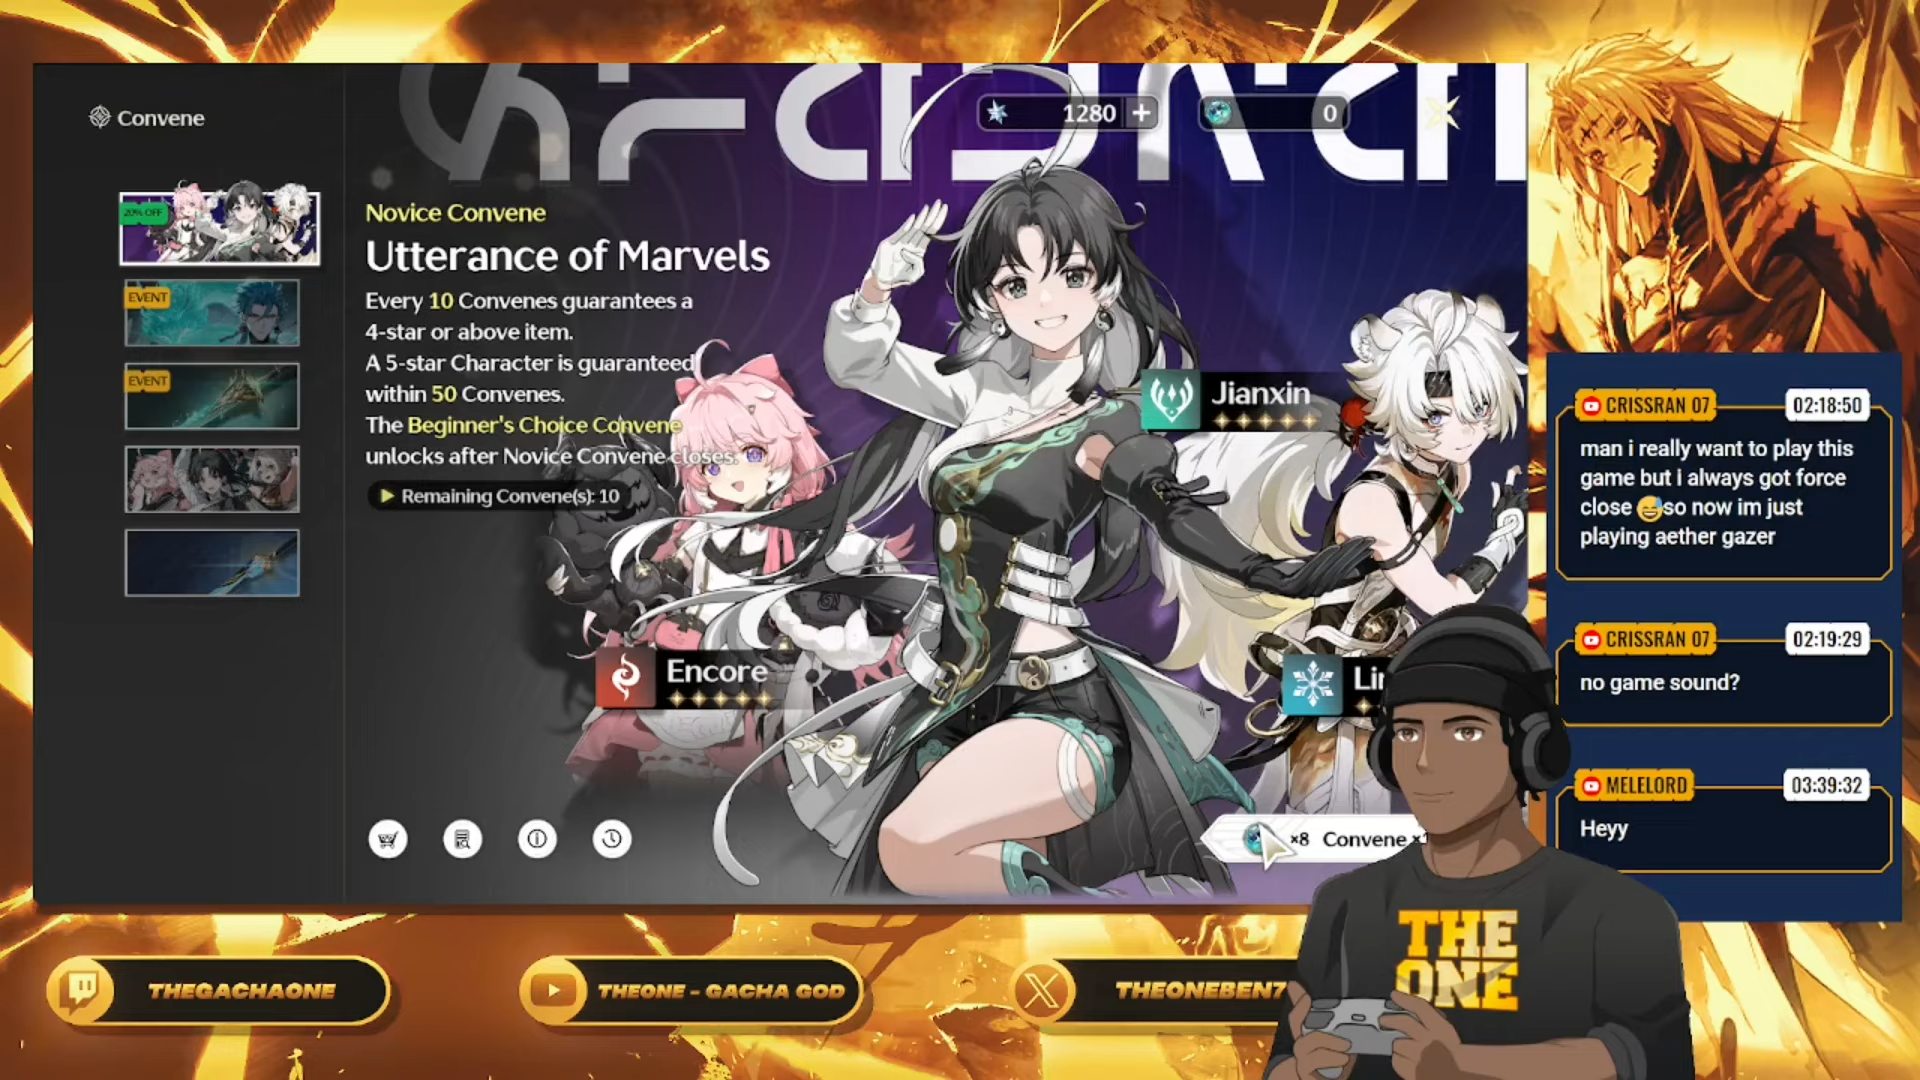 Convene
1280
0
20% OFF
EVENT
EVENT
Novice Convene
Utterance of Marvels
Every 10 Convenes guarantees a
4-star or above item.
A 5-star Character is guaranteed
within 50 Convenes.
The Beginner's Choice Convene
unlocks after Novice Convene closes.
Remaining Convene(s): 10
Jianxin
Encore
×8 Convene
CRISSRAN 07 02:18:50
man i really want to play this
game but i always got force
close 😅so now im just
playing aether gazer
CRISSRAN 07 02:19:29
no game sound?
MELELORD 03:39:32
Heyy
THE
ONE
THEGACHAONE
THEONE - GACHA GOD
THEONEBEN7